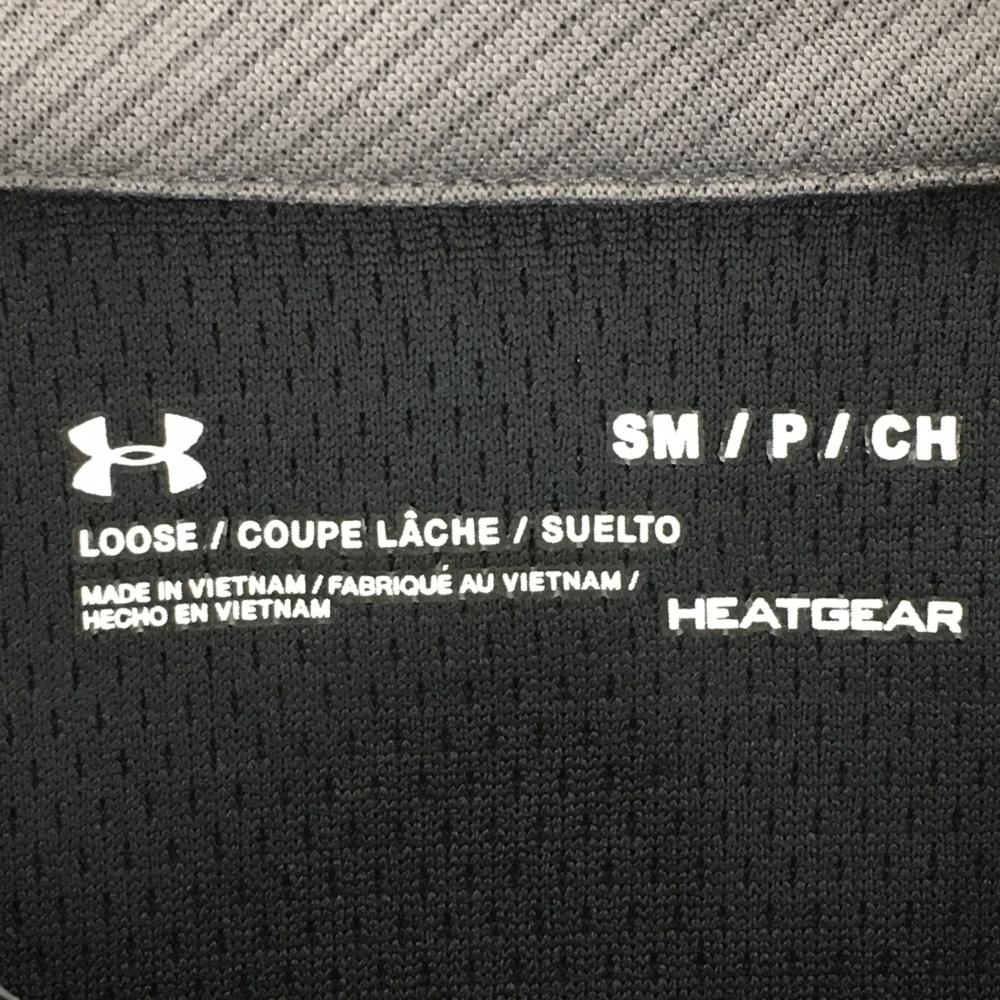 SM / P / CH
LOOSE / COUPE LÂCHE / SUELTO
MADE IN VIETNAM / FABRIQUÉ AU VIETNAM /
HECHO EN VIETNAM
HEATGEAR